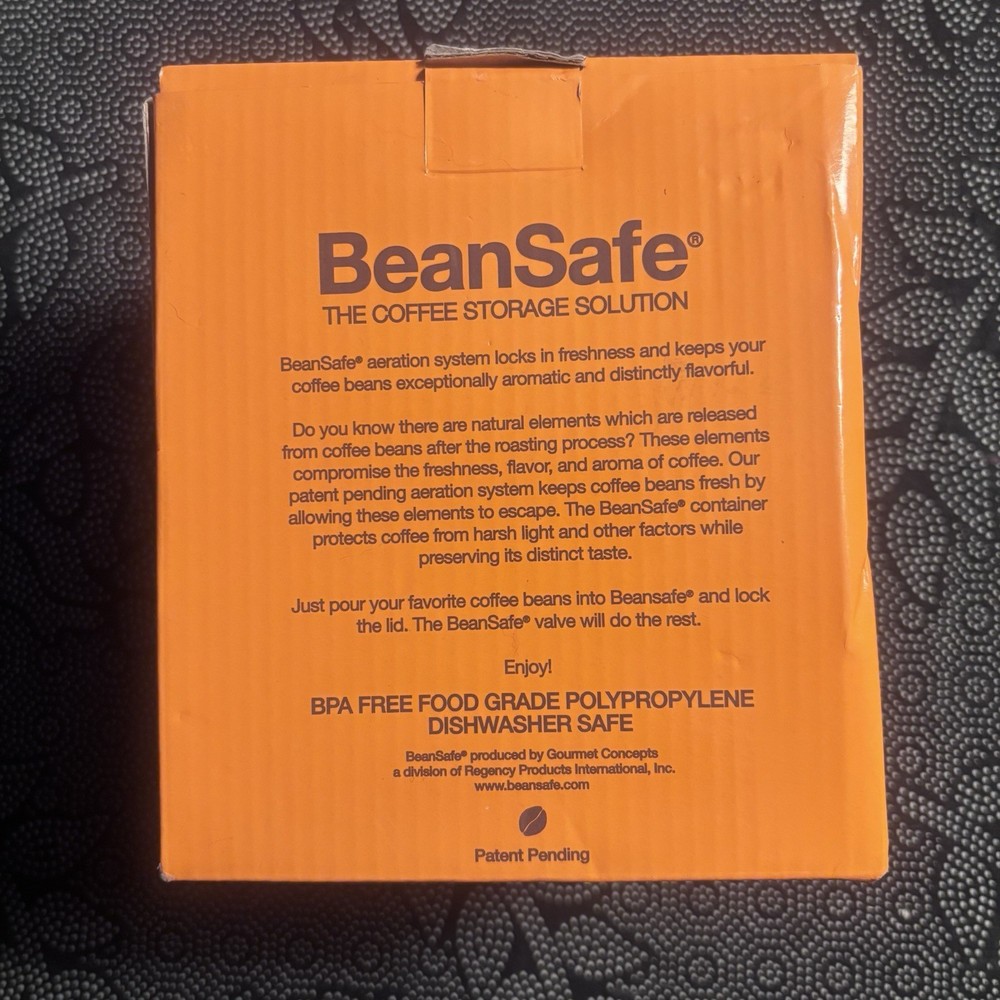 BeanSafe®
THE COFFEE STORAGE SOLUTION
BeanSafe® aeration system locks in freshness and keeps your
coffee beans exceptionally aromatic and distinctly flavorful.
Do you know there are natural elements which are released
from coffee beans after the roasting process? These elements
compromise the freshness, flavor, and aroma of coffee. Our
patent pending aeration system keeps coffee beans fresh by
allowing these elements to escape. The BeanSafe® container
protects coffee from harsh light and other factors while
preserving its distinct taste.
Just pour your favorite coffee beans into Beansafe® and lock
the lid. The BeanSafe® valve will do the rest.
Enjoy!
BPA FREE FOOD GRADE POLYPROPYLENE
DISHWASHER SAFE
BeanSafe® produced by Gourmet Concepts
a division of Regency Products International, Inc.
www.beansafe.com
Patent Pending